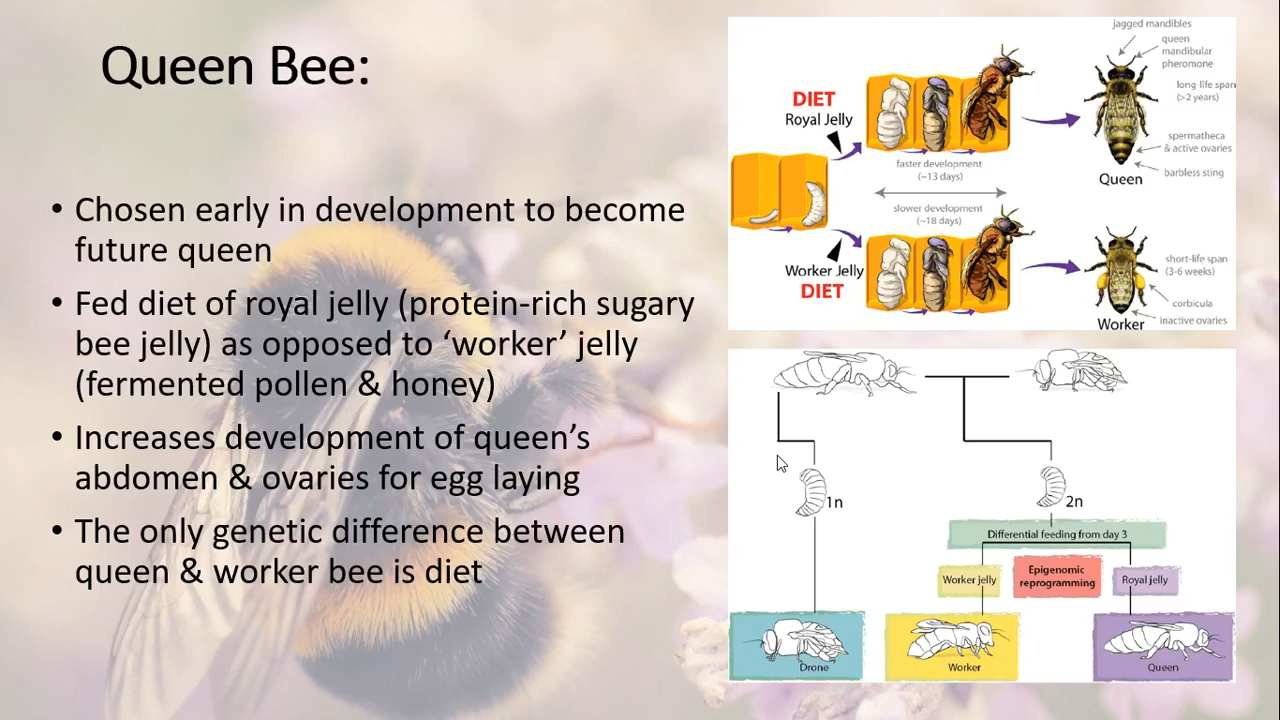 Queen Bee:
• Chosen early in development to become
future queen
• Fed diet of royal jelly (protein-rich sugary
bee jelly) as opposed to ‘worker’ jelly
(fermented pollen & honey)
• Increases development of queen’s
abdomen & ovaries for egg laying
• The only genetic difference between
queen & worker bee is diet
DIET
Royal Jelly
faster development
(~13 days)
slower development
(~18 days)
Worker Jelly
DIET
jagged mandibles
queen
mandibular
pheromone
long-life span
(>2 years)
spermatheca
& active ovaries
barbless sting
Queen
short-life span
(3-6 weeks)
corbicula
inactive ovaries
Worker
1n
2n
Differential feeding from day 3
Worker jelly
Epigenomic
reprogramming
Royal jelly
Drone
Worker
Queen